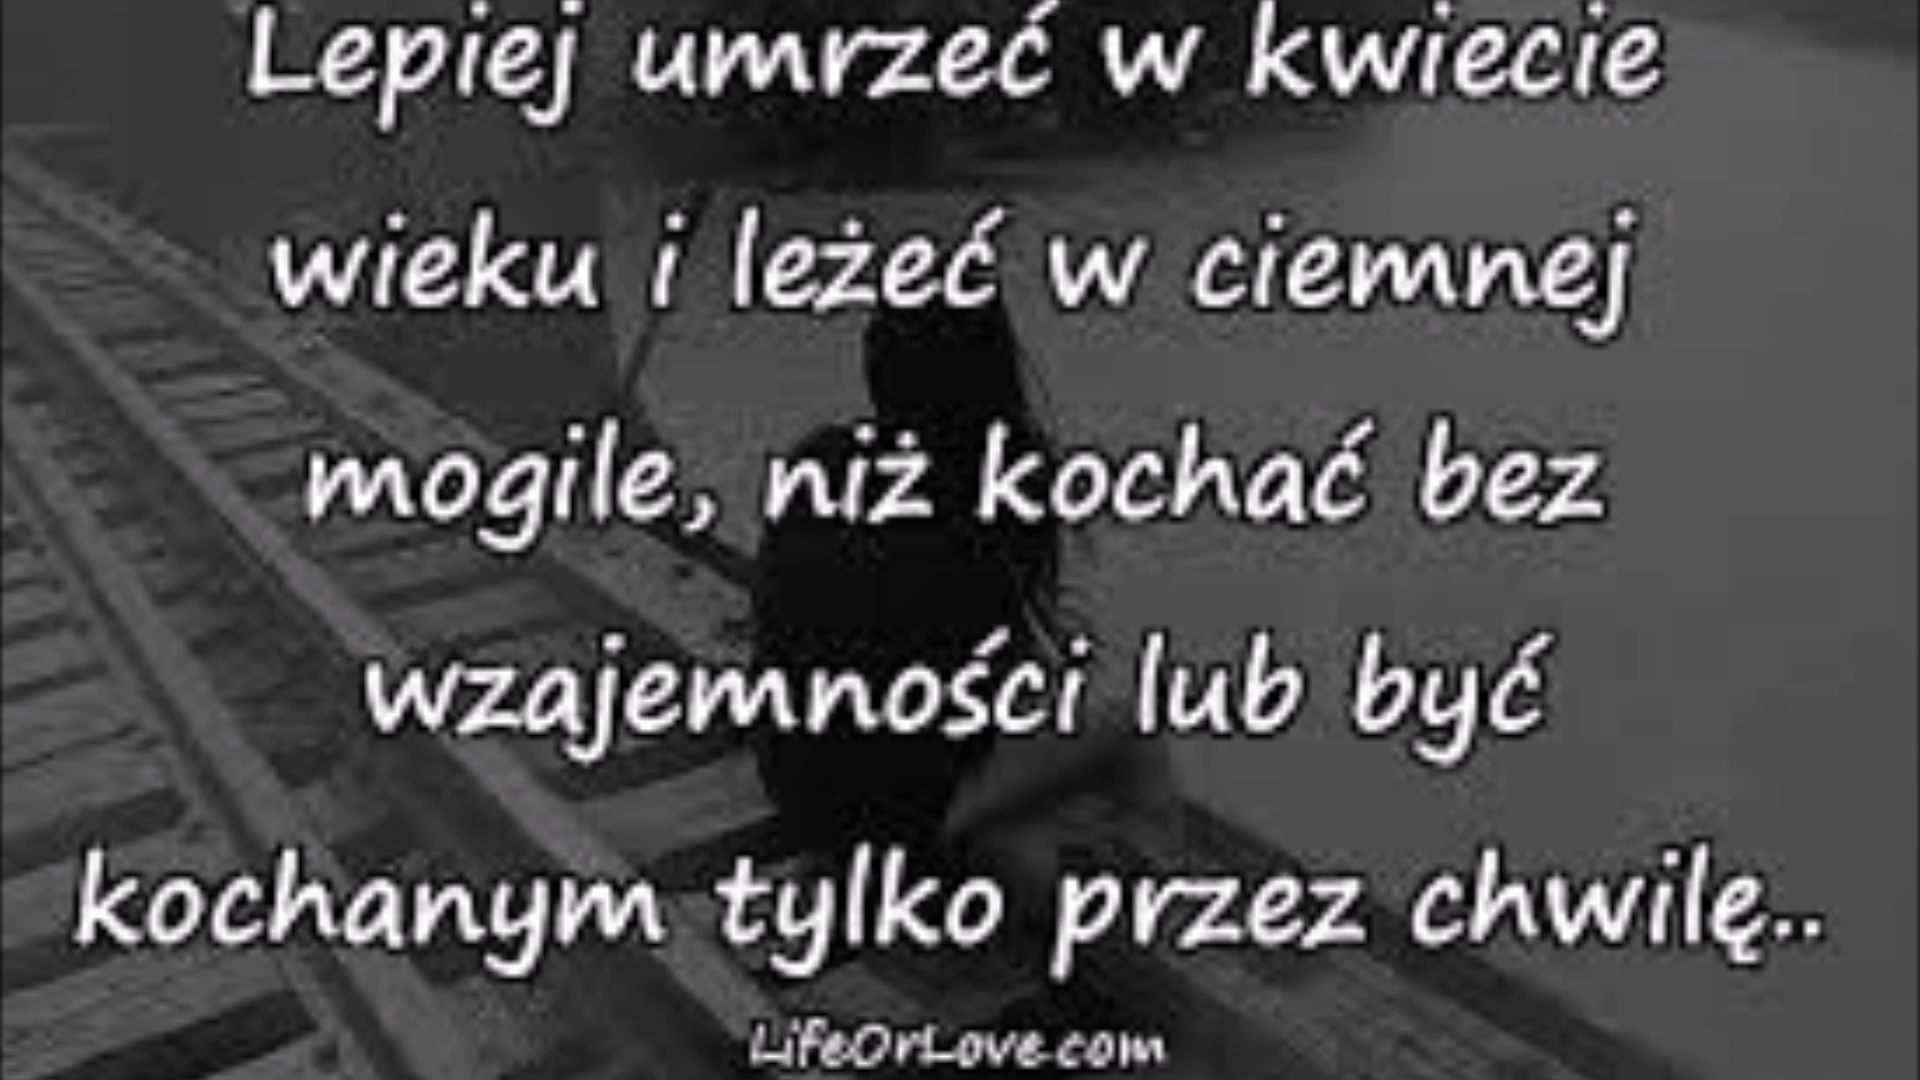 Lepiej umrzeć w kwiecie
wieku i leżeć w ciemnej
mogile, niż kochać bez
wzajemności lub być
kochanym tylko przez chwilę..
LifeOrLove.com